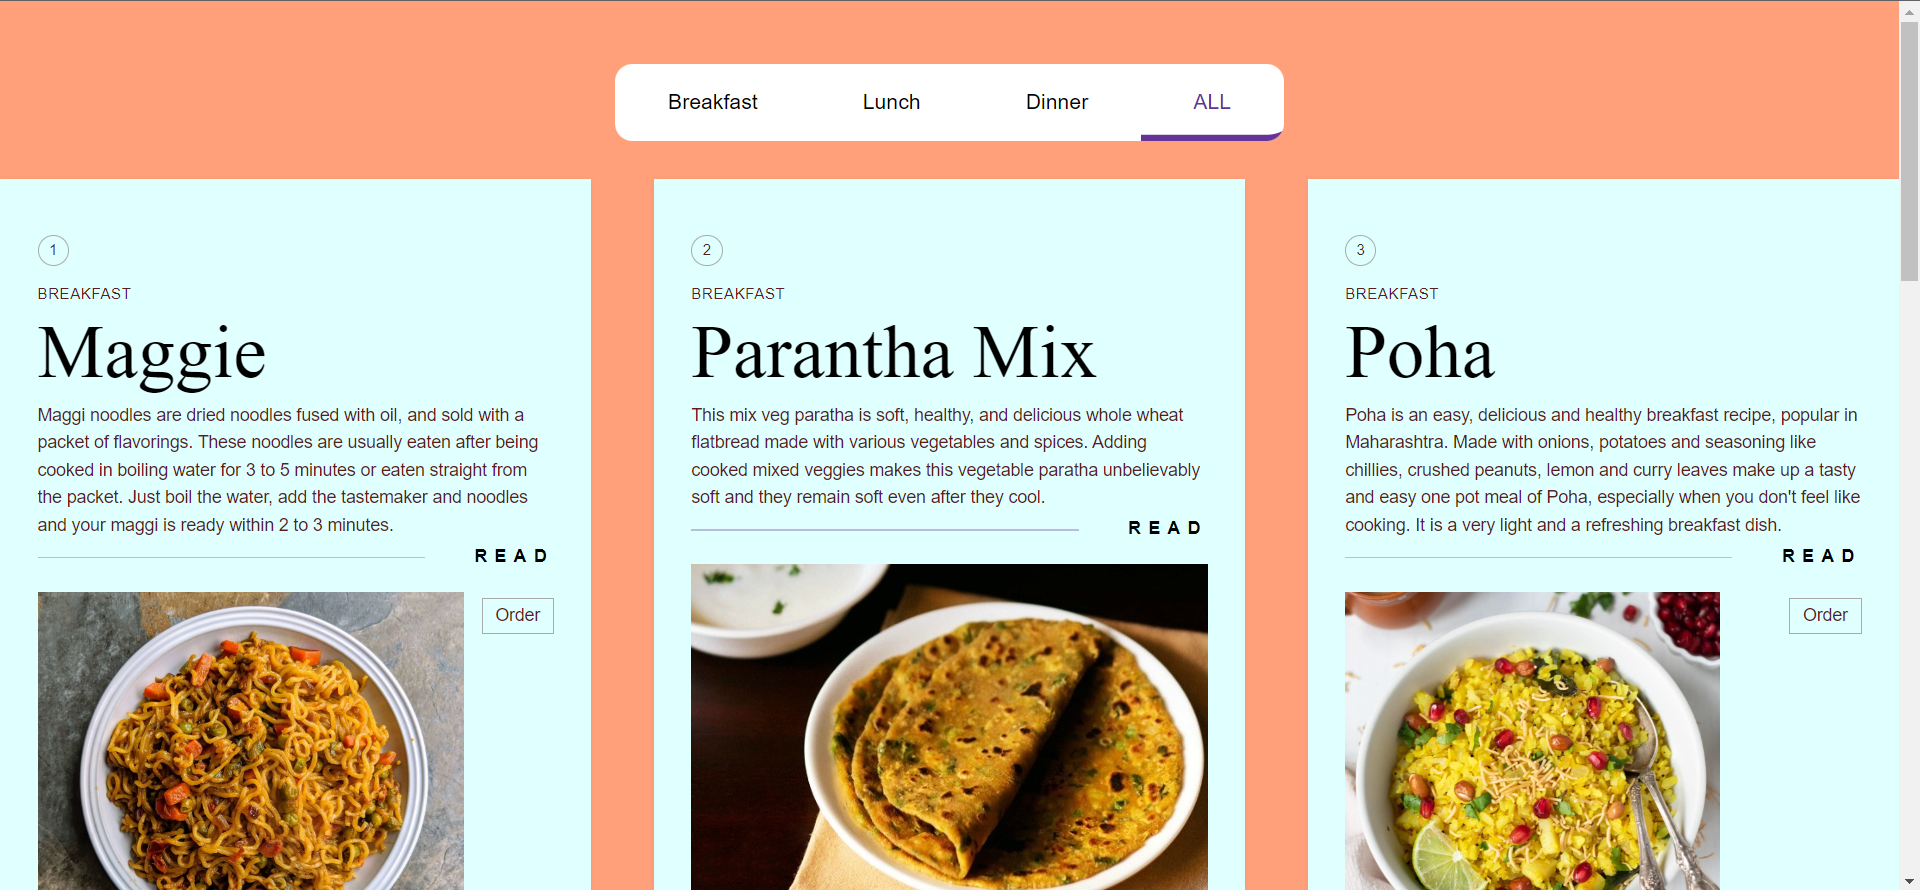 Breakfast Lunch Dinner ALL
1
BREAKFAST
Maggie
Maggi noodles are dried noodles fused with oil, and sold with a
packet of flavorings. These noodles are usually eaten after being
cooked in boiling water for 3 to 5 minutes or eaten straight from
the packet. Just boil the water, add the tastemaker and noodles
and your maggi is ready within 2 to 3 minutes.
READ
Order
2
BREAKFAST
Parantha Mix
This mix veg paratha is soft, healthy, and delicious whole wheat
flatbread made with various vegetables and spices. Adding
cooked mixed veggies makes this vegetable paratha unbelievably
soft and they remain soft even after they cool.
READ
3
BREAKFAST
Poha
Poha is an easy, delicious and healthy breakfast recipe, popular in
Maharashtra. Made with onions, potatoes and seasoning like
chillies, crushed peanuts, lemon and curry leaves make up a tasty
and easy one pot meal of Poha, especially when you don't feel like
cooking. It is a very light and a refreshing breakfast dish.
READ
Order